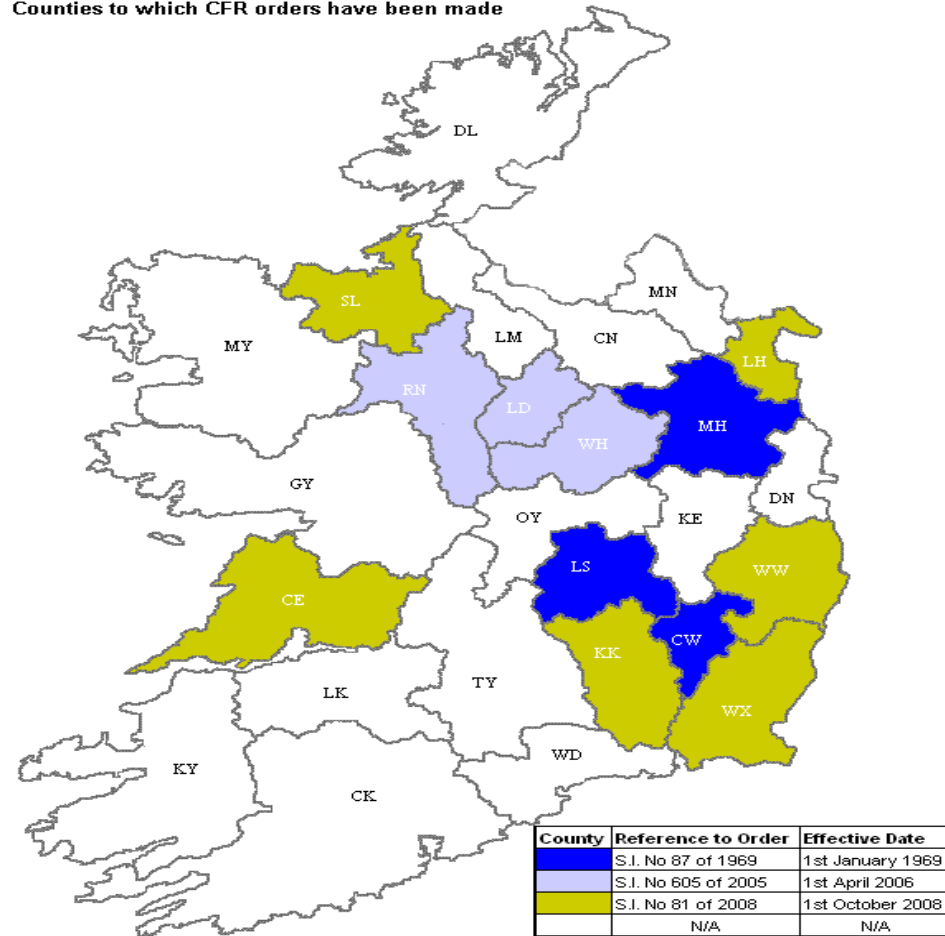 Counties to which CFR orders have been made
DL
MN
SL
LM
CN
MY
LH
RN
LD
MH
WH
GY
DN
OY
KE
LS
WW
CE
CW
KK
TY
LK
WX
WD
KY
CK
County Reference to Order Effective Date
S.I. No 87 of 1969 1st January 1969
S.I. No 605 of 2005 1st April 2006
S.I. No 81 of 2008 1st October 2008
N/A N/A